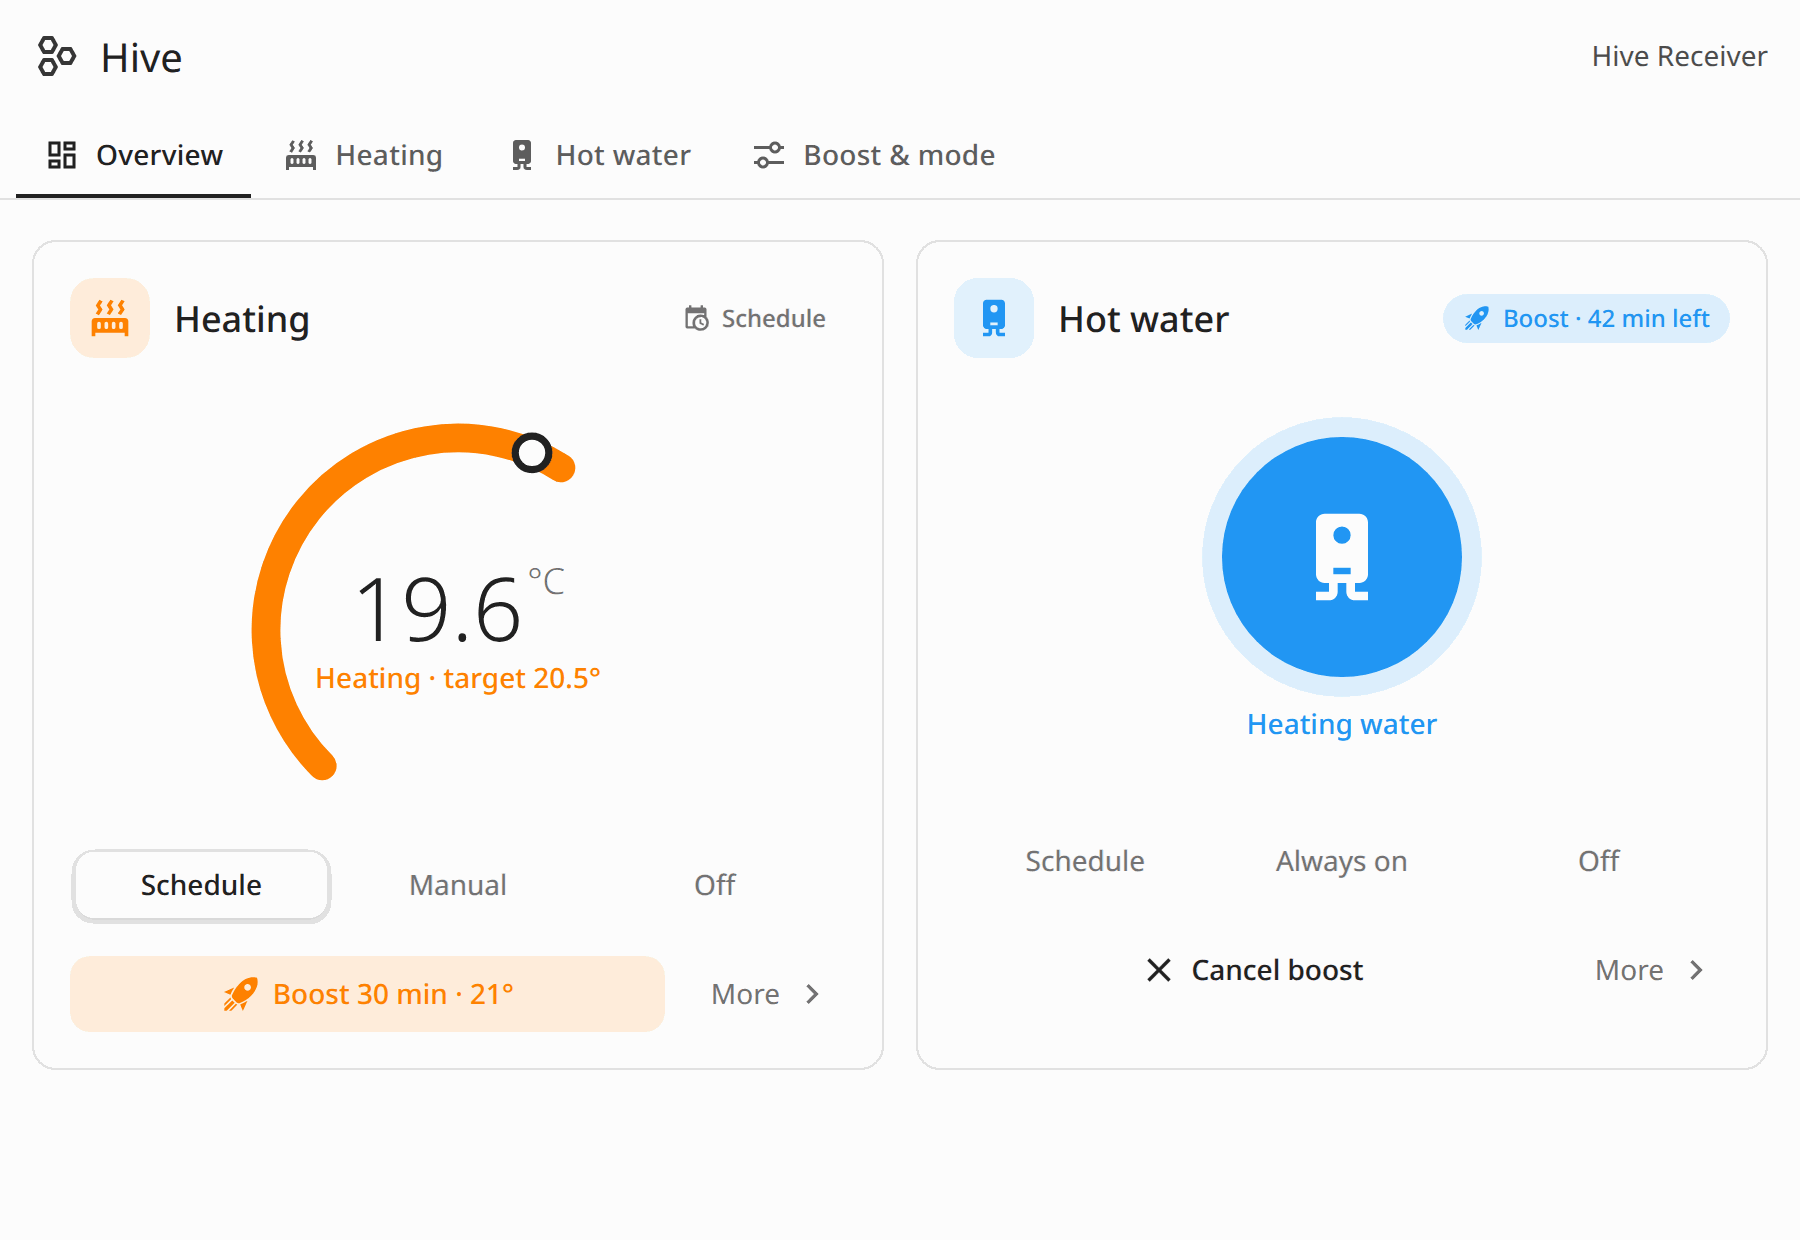 Hive
Hive Receiver
Overview
Heating
Hot water
Boost & mode
Heating
Schedule
19.6 °C
Heating · target 20.5°
Schedule
Manual
Off
Boost 30 min · 21°
More
Hot water
Boost · 42 min left
Heating water
Schedule
Always on
Off
Cancel boost
More